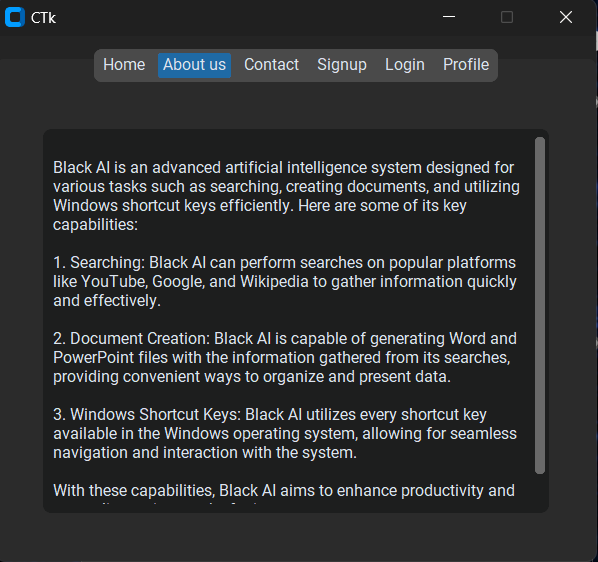 CTk
Home About us Contact Signup Login Profile
Black AI is an advanced artificial intelligence system designed for
various tasks such as searching, creating documents, and utilizing
Windows shortcut keys efficiently. Here are some of its key
capabilities:
1. Searching: Black AI can perform searches on popular platforms
like YouTube, Google, and Wikipedia to gather information quickly
and effectively.
2. Document Creation: Black AI is capable of generating Word and
PowerPoint files with the information gathered from its searches,
providing convenient ways to organize and present data.
3. Windows Shortcut Keys: Black AI utilizes every shortcut key
available in the Windows operating system, allowing for seamless
navigation and interaction with the system.
With these capabilities, Black AI aims to enhance productivity and